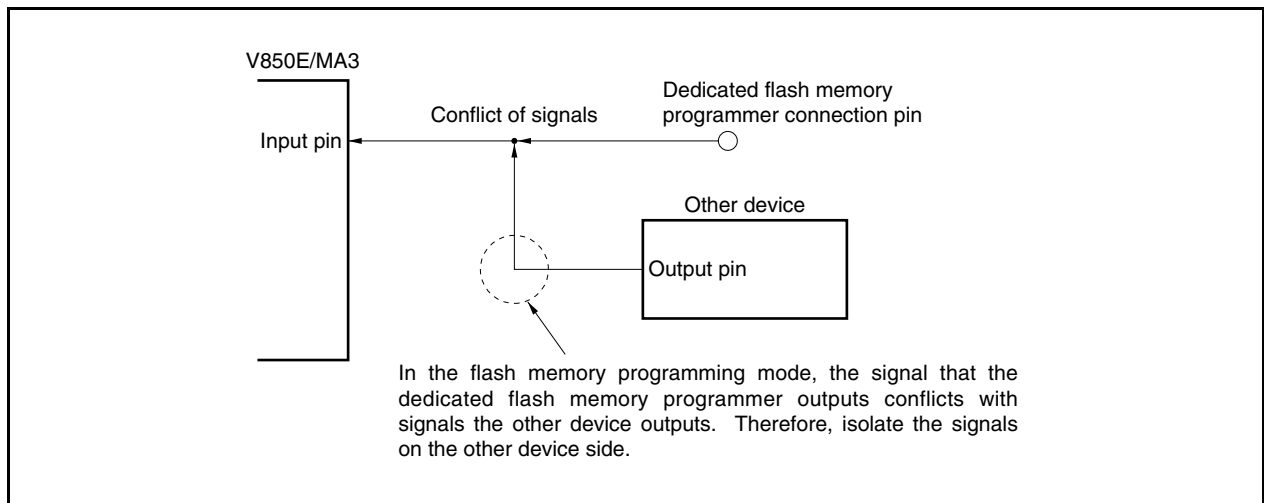 V850E/MA3
Dedicated flash memory
programmer connection pin
Conflict of signals
Input pin
Other device
Output pin
In the flash memory programming mode, the signal that the
dedicated flash memory programmer outputs conflicts with
signals the other device outputs. Therefore, isolate the signals
on the other device side.